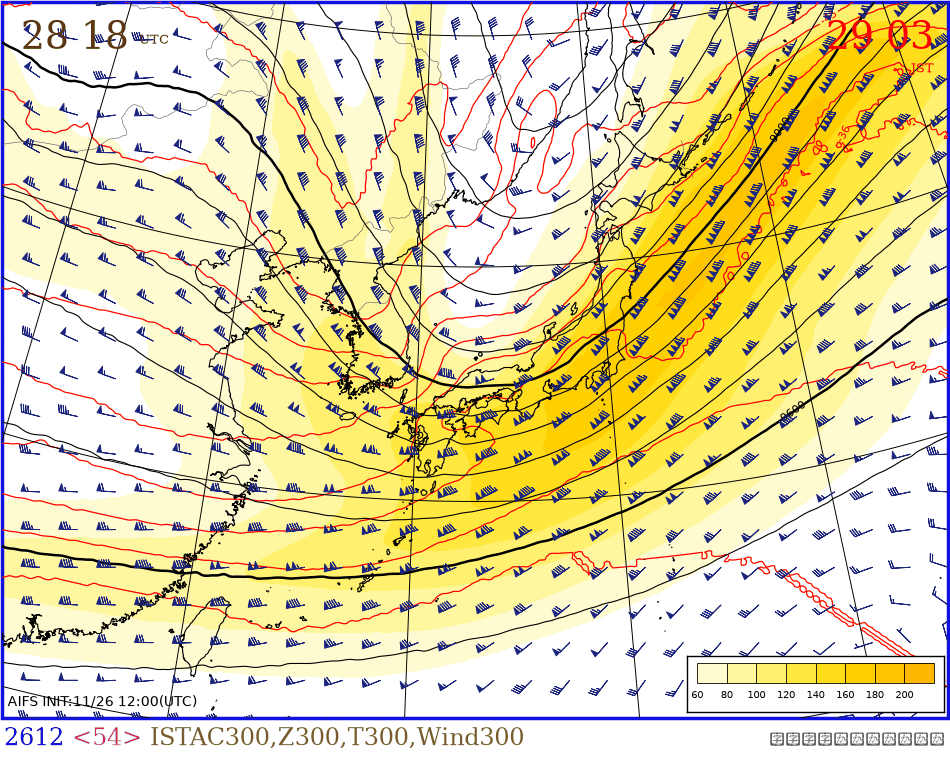 28 18 UTC
29 03
JST
9000
9600
60 80 100 120 140 160 180 200
AIFS INIT:11/26 12:00(UTC)
2612 <54> ISTAC300,Z300,T300,Wind300